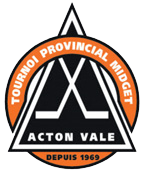 TOURNOI PROVINCIAL MIDGET
ACTON VALE
DEPUIS 1969